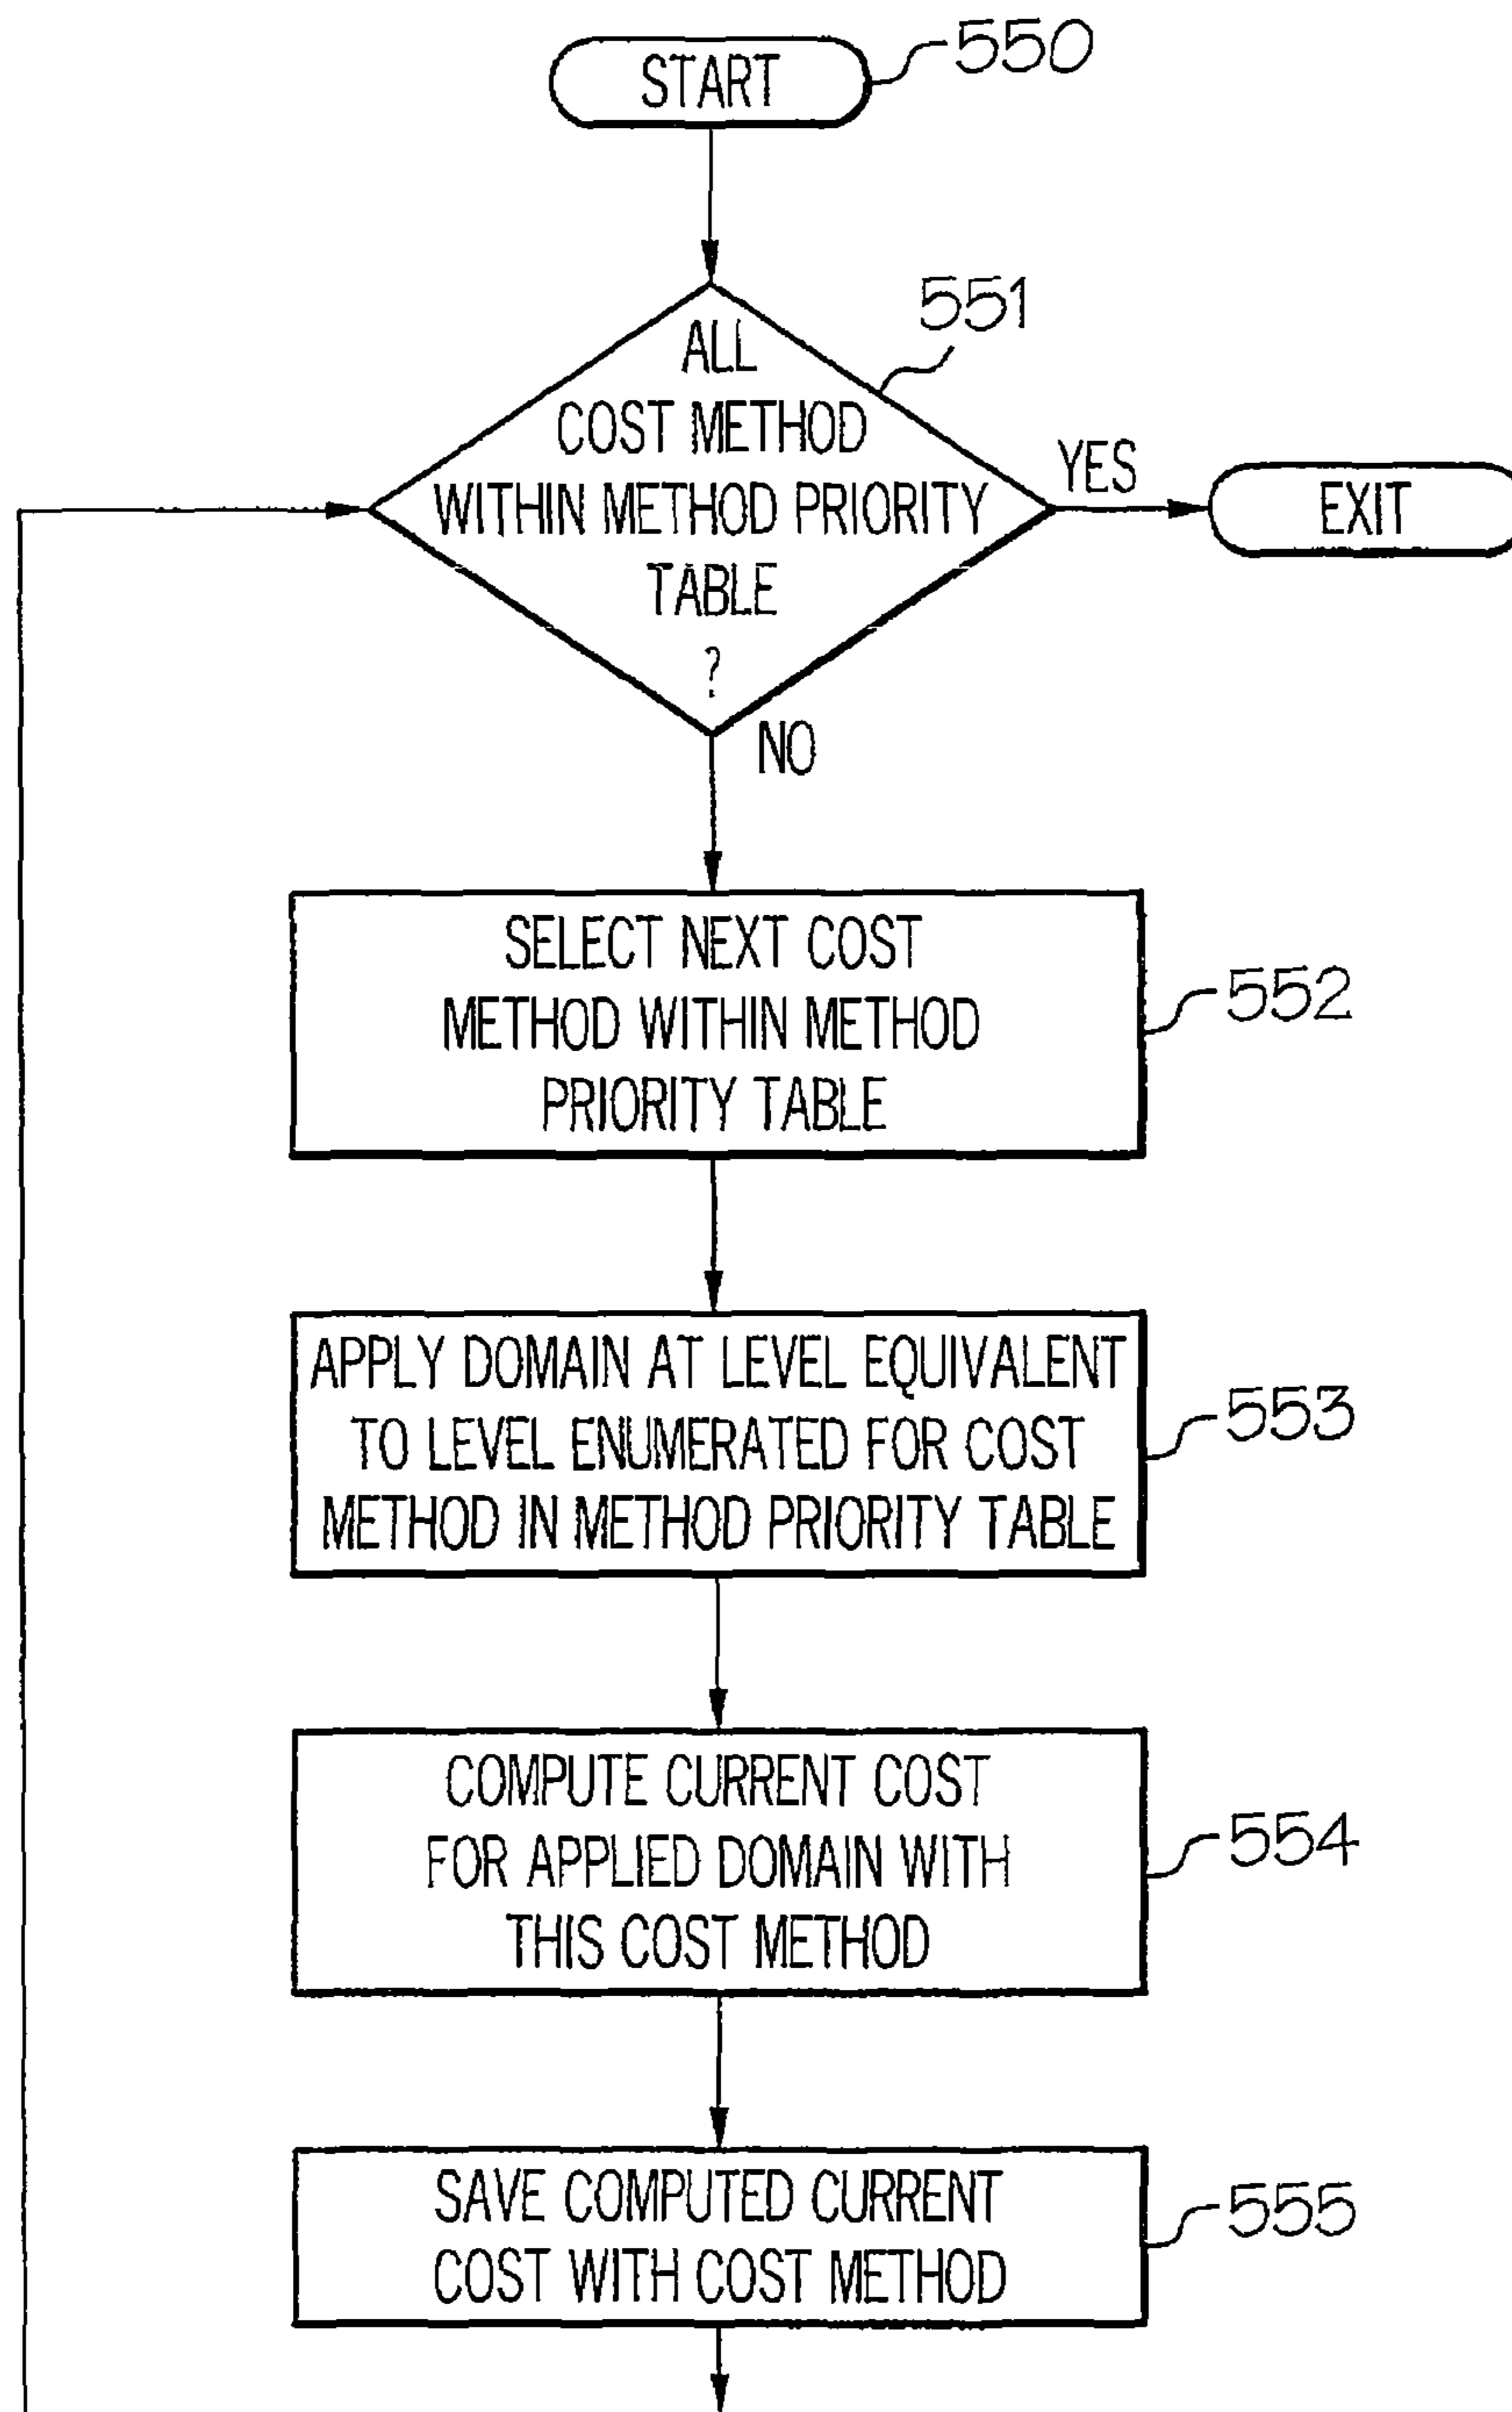 START
550
551
ALL
COST METHOD
WITHIN METHOD PRIORITY
TABLE
?
YES
EXIT
NO
SELECT NEXT COST
METHOD WITHIN METHOD
PRIORITY TABLE
552
APPLY DOMAIN AT LEVEL EQUIVALENT
TO LEVEL ENUMERATED FOR COST
METHOD IN METHOD PRIORITY TABLE
553
COMPUTE CURRENT COST
FOR APPLIED DOMAIN WITH
THIS COST METHOD
554
SAVE COMPUTED CURRENT
COST WITH COST METHOD
555